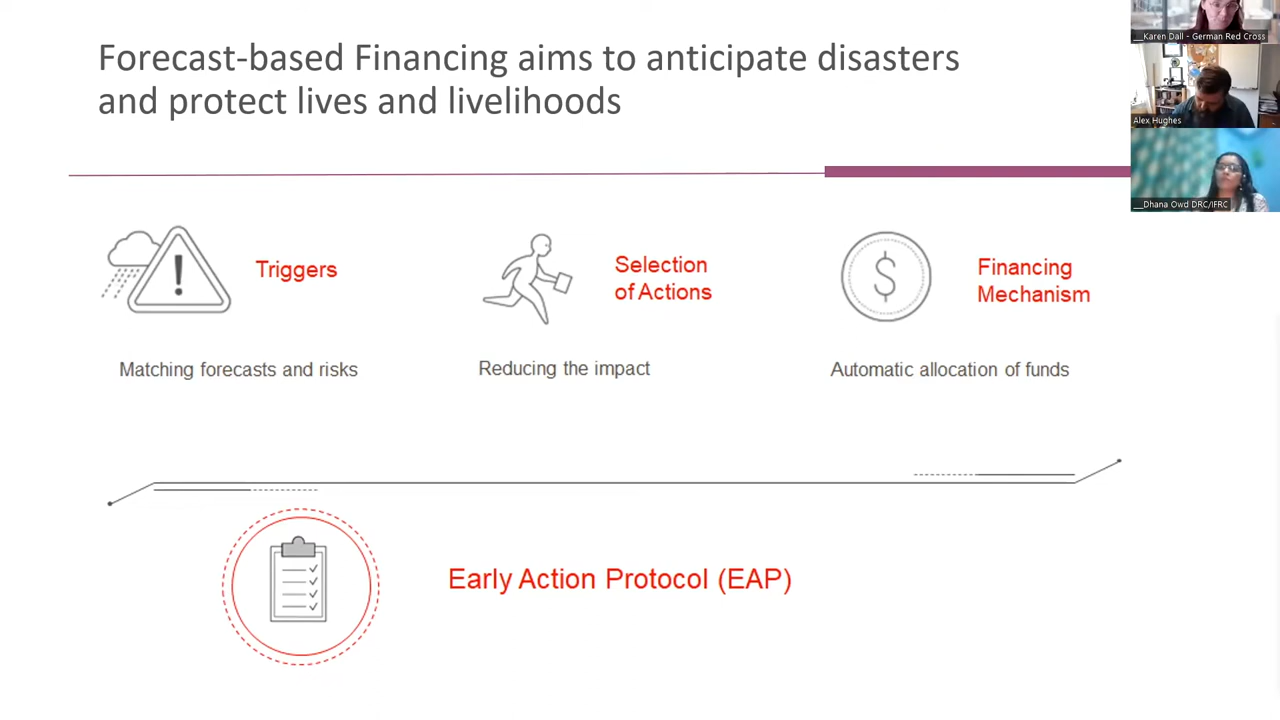 Forecast-based Financing aims to anticipate disasters
and protect lives and livelihoods
__Karen Dall - German Red Cross
Alex Hughes
__Dhana Owd DRC/IFRC
!
Triggers
Matching forecasts and risks
Selection
of Actions
Reducing the impact
$
Financing
Mechanism
Automatic allocation of funds
Early Action Protocol (EAP)